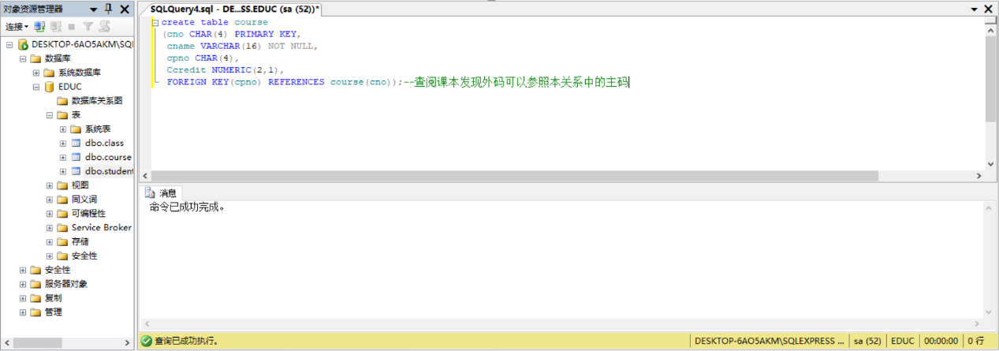 对象资源管理器
连接
DESKTOP-6AO5AKM\SQL
数据库
系统数据库
EDUC
数据库关系图
表
系统表
dbo.class
dbo.course
dbo.student
视图
同义词
可编程性
Service Broker
存储
安全性
安全性
服务器对象
复制
管理
SQLQuery4.sql - DE...SS.EDUC (sa (52))*
create table course
(cno CHAR(4) PRIMARY KEY,
cname VARCHAR(16) NOT NULL,
cpno CHAR(4),
Ccredit NUMERIC(2,1),
FOREIGN KEY(cpno) REFERENCES course(cno));--查阅课本发现外码可以参照本关系中的主码
消息
命令已成功完成。
查询已成功执行。
DESKTOP-6AO5AKM\SQLEXPRESS ... sa (52) EDUC 00:00:00 0 行